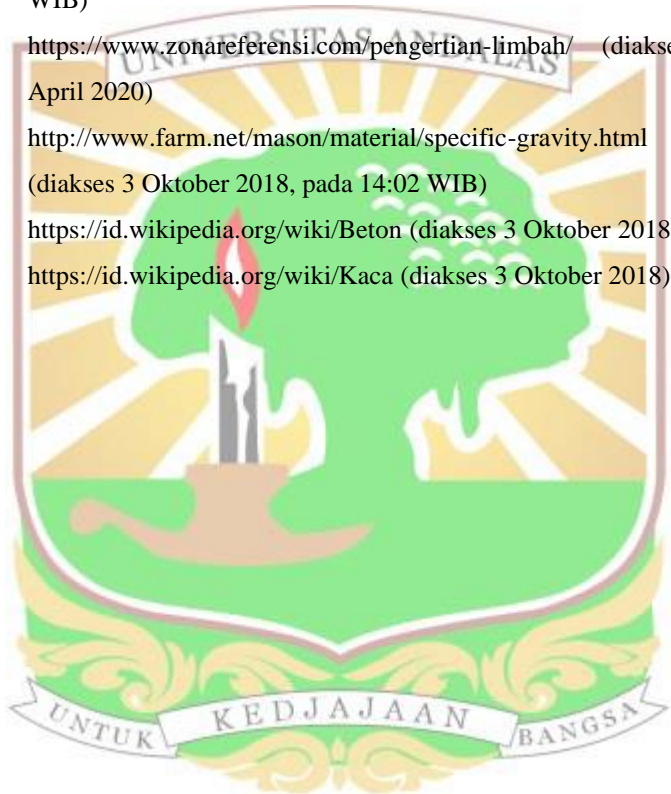 WIB)
https://www.zonareferensi.com/pengertian-limbah/ (diakse
April 2020)
http://www.farm.net/mason/material/specific-gravity.html
(diakses 3 Oktober 2018, pada 14:02 WIB)
https://id.wikipedia.org/wiki/Beton (diakses 3 Oktober 2018
https://id.wikipedia.org/wiki/Kaca (diakses 3 Oktober 2018)
UNIVERSITAS ANDALAS
UNTUK KEDJAJAAN BANGSA